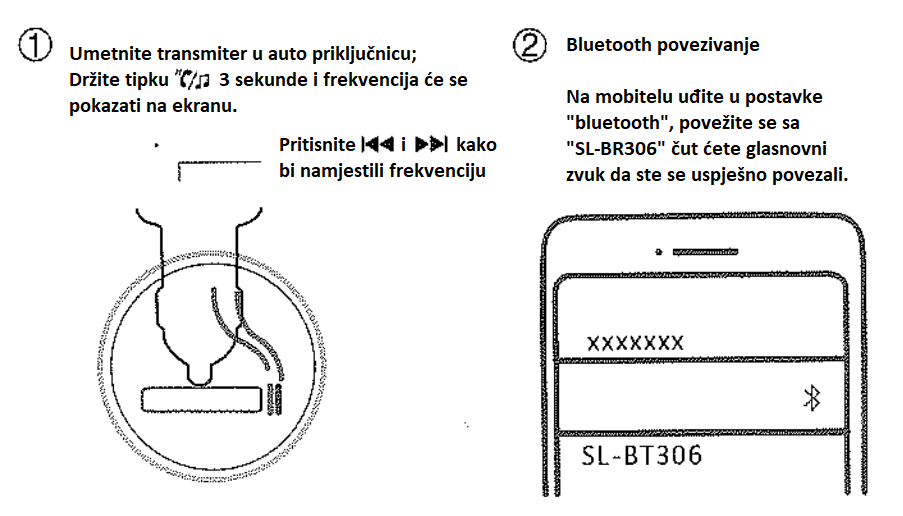 1
Umetnite transmiter u auto priključnicu;
Držite tipku 3 sekunde i frekvencija će se
pokazati na ekranu.
Pritisnite i kako
bi namjestili frekvenciju
2
Bluetooth povezivanje
Na mobitelu uđite u postavke
"bluetooth", povežite se sa
"SL-BR306" čut ćete glasnovni
zvuk da ste se uspješno povezali.
XXXXXXX
SL-BT306